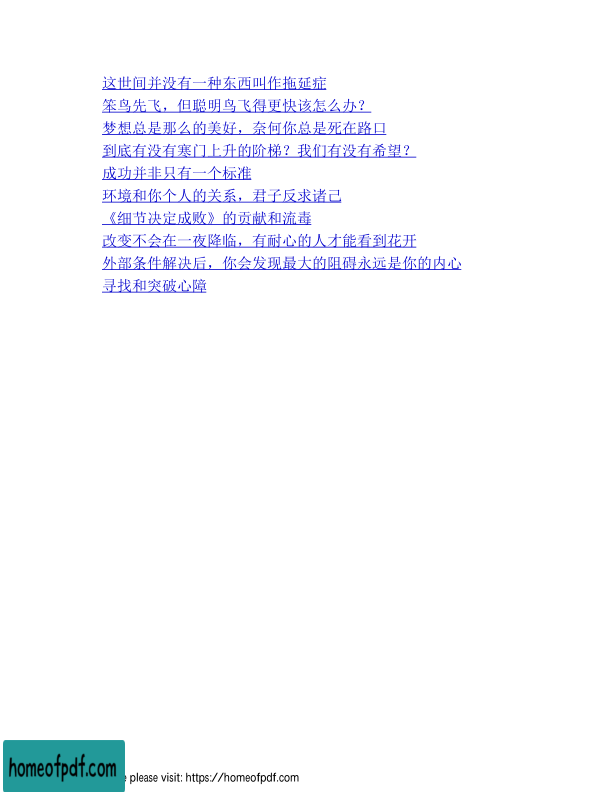 这世间并没有一种东西叫作拖延症
笨鸟先飞，但聪明鸟飞得更快该怎么办？
梦想总是那么的美好，奈何你总是死在路口
到底有没有寒门上升的阶梯？我们有没有希望？
成功并非只有一个标准
环境和你个人的关系，君子反求诸己
《细节决定成败》的贡献和流毒
改变不会在一夜降临，有耐心的人才能看到花开
外部条件解决后，你会发现最大的阻碍永远是你的内心
寻找和突破心障
homeofpdf.com
please visit: https://homeofpdf.com